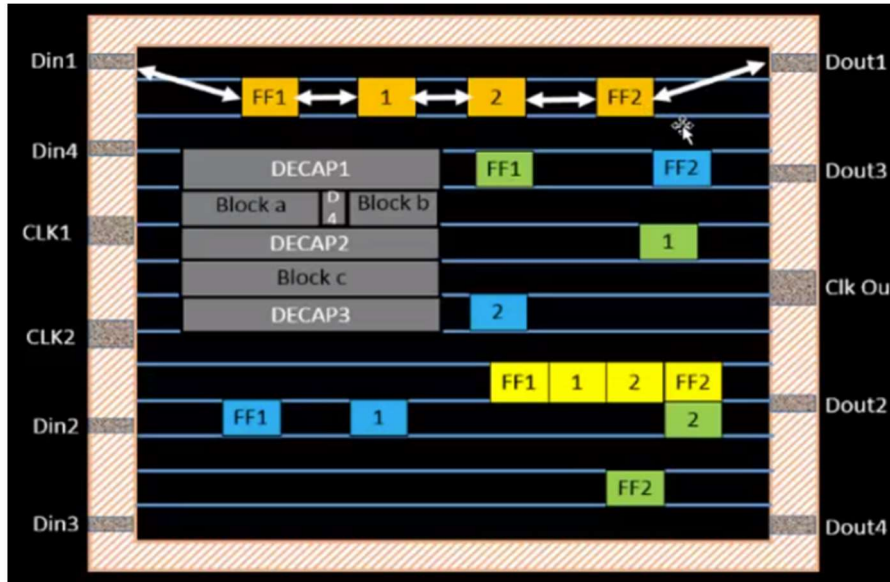 Din1
Dout1
FF1 1 2 FF2
Din4
DECAP1
FF1
FF2
Dout3
Block a
D
4
Block b
CLK1
DECAP2
1
Block c
Clk Ou
DECAP3
2
CLK2
FF1 1 2 FF2
Dout2
FF1
1
2
Din2
FF2
Din3
Dout4